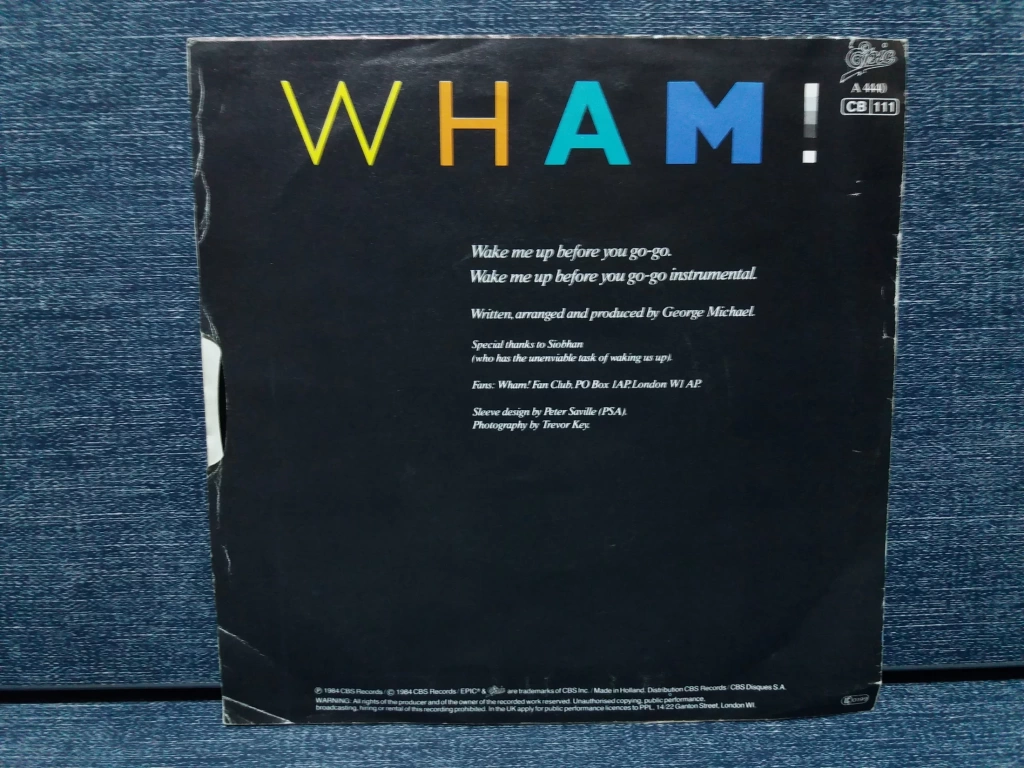 WHAM!
Epic
A 4440
CB 111
Wake me up before you go-go.
Wake me up before you go-go instrumental.
Written, arranged and produced by George Michael.
Special thanks to Siobhan
(who has the unenviable task of waking us up).
Fans: Wham! Fan Club, PO Box 1AP, London W1 AP.
Sleeve design by Peter Saville (PSA).
Photography by Trevor Key.
℗ 1984 CBS Records / © 1984 CBS Records / EPIC® & Epic are trademarks of CBS Inc. / Made in Holland. Distribution CBS Records / CBS Disques S.A.
WARNING: All rights of the producer and of the owner of the recorded work reserved. Unauthorised copying, public performance,
broadcasting, hiring or rental of this recording prohibited. In the UK apply for public performance licences to PPL, 14/22 Ganton Street, London W1.